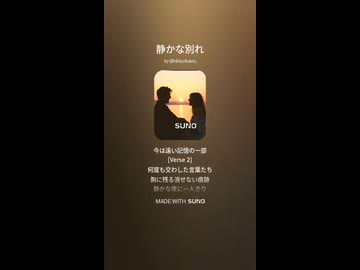 静かな別れ
SUNO
今は遠い記憶の一部
[Verse 2]
何度も交わした言葉たち
胸に残る消せない痕跡
静かな夜に一人きり
MADE WITH SUNO